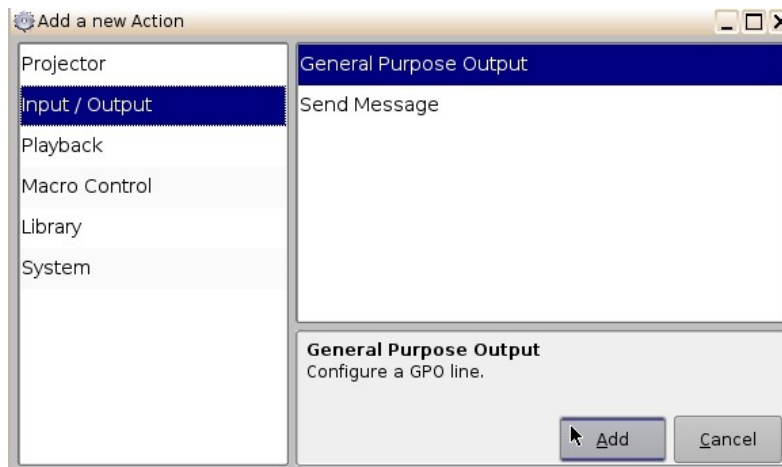 Add a new Action
Projector
Input / Output
Playback
Macro Control
Library
System
General Purpose Output
Send Message
General Purpose Output
Configure a GPO line.
Add
Cancel